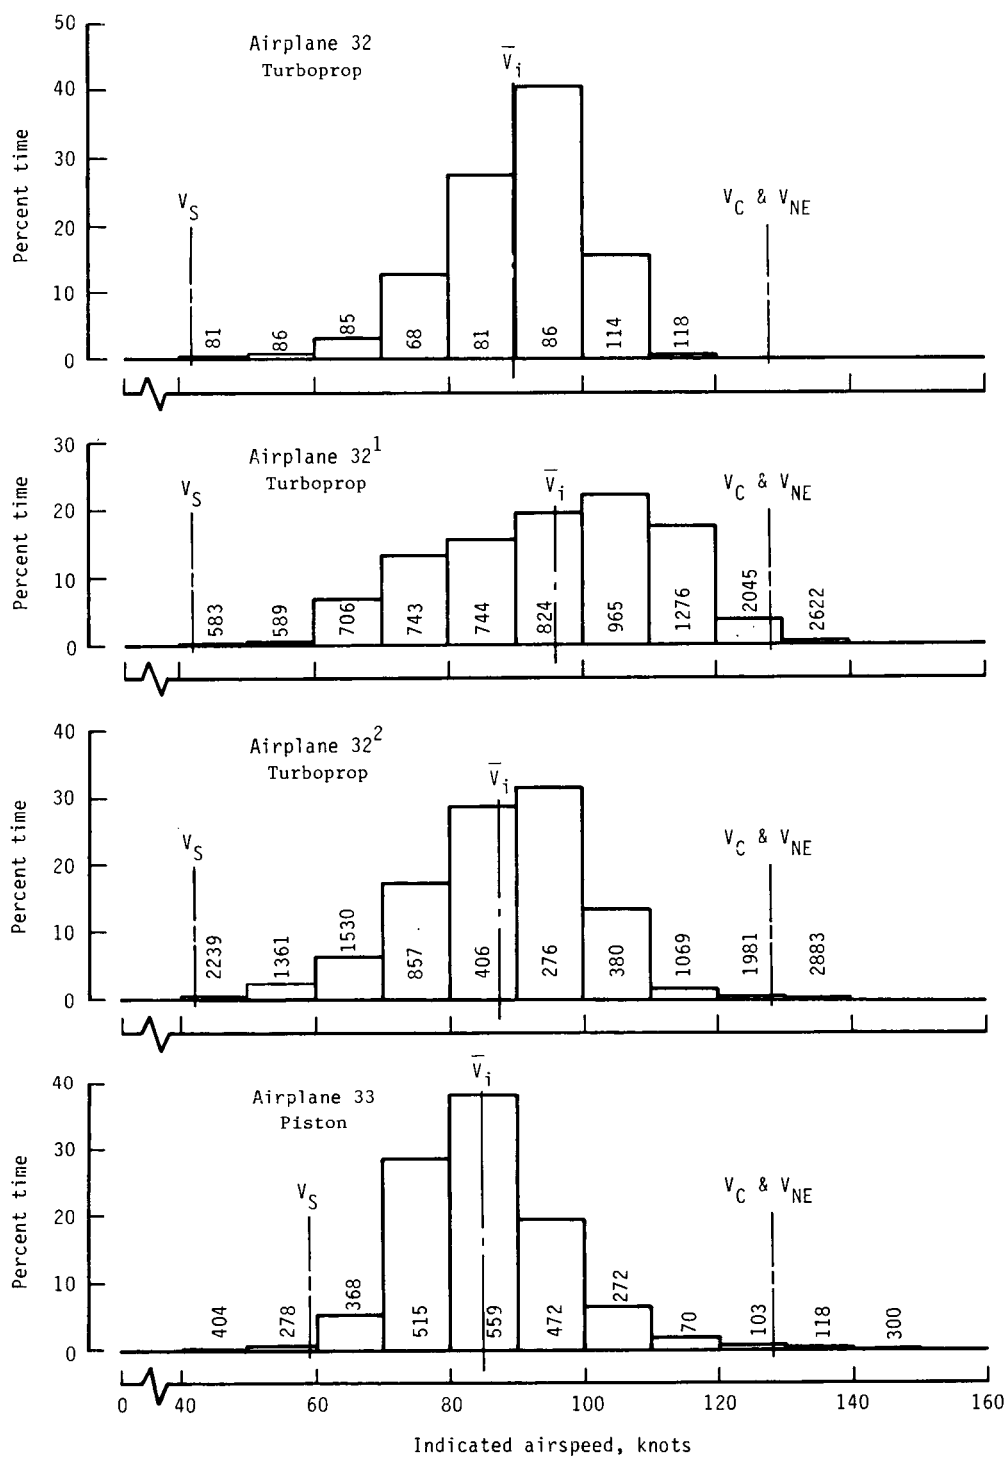 50
40
30
20
10
0
Percent time
Airplane 32
Turboprop
V̅i
VS
VC & VNE
81
86
85
68
81
86
114
118
30
20
10
0
Percent time
Airplane 32¹
Turboprop
V̅i
VS
VC & VNE
583
589
706
743
744
824
965
1276
2045
2622
40
30
20
10
0
Percent time
Airplane 32²
Turboprop
V̅i
VS
VC & VNE
2239
1361
1530
857
406
276
380
1069
1981
2883
40
30
20
10
0
Percent time
Airplane 33
Piston
V̅i
VS
VC & VNE
404
278
368
515
559
472
272
70
103
118
300
0 40 60 80 100 120 140 160
Indicated airspeed, knots